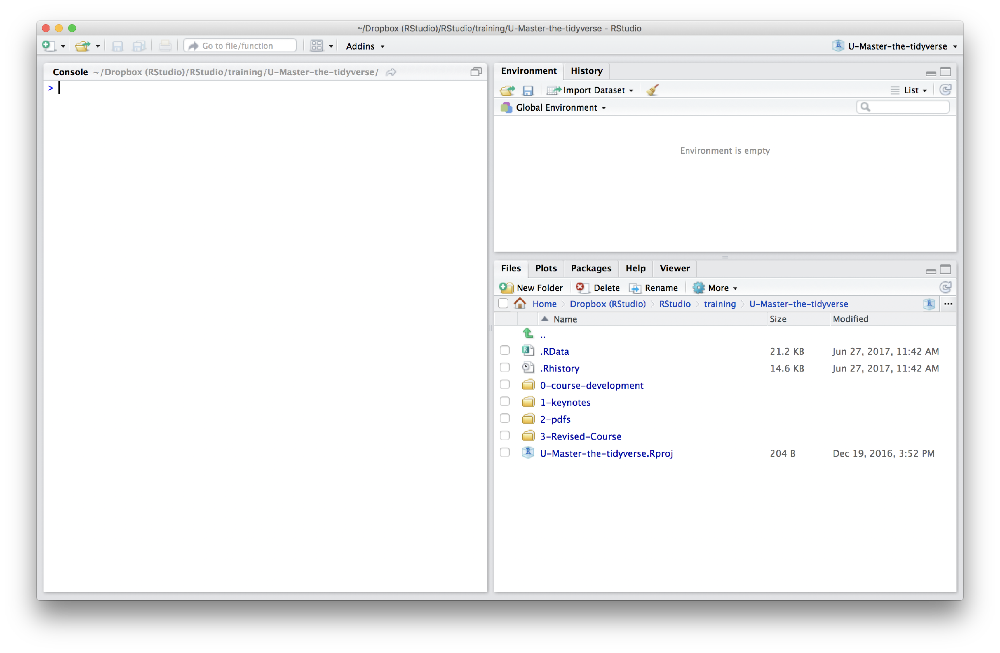 ~/Dropbox (RStudio)/RStudio/training/U-Master-the-tidyverse - RStudio
Go to file/function
Addins
U-Master-the-tidyverse
Console ~/Dropbox (RStudio)/RStudio/training/U-Master-the-tidyverse/
>
Environment History
Import Dataset
List
Global Environment
Environment is empty
Files Plots Packages Help Viewer
New Folder Delete Rename More
Home Dropbox (RStudio) RStudio training U-Master-the-tidyverse ...
Name Size Modified
..
.RData 21.2 KB Jun 27, 2017, 11:42 AM
.Rhistory 14.6 KB Jun 27, 2017, 11:42 AM
0-course-development
1-keynotes
2-pdfs
3-Revised-Course
U-Master-the-tidyverse.Rproj 204 B Dec 19, 2016, 3:52 PM